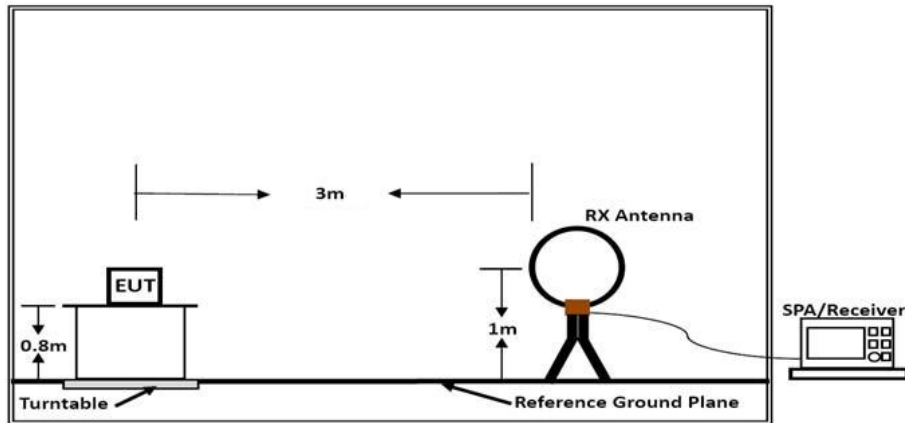 3m
RX Antenna
EUT
SPA/Receiver
1m
0.8m
Turntable
Reference Ground Plane